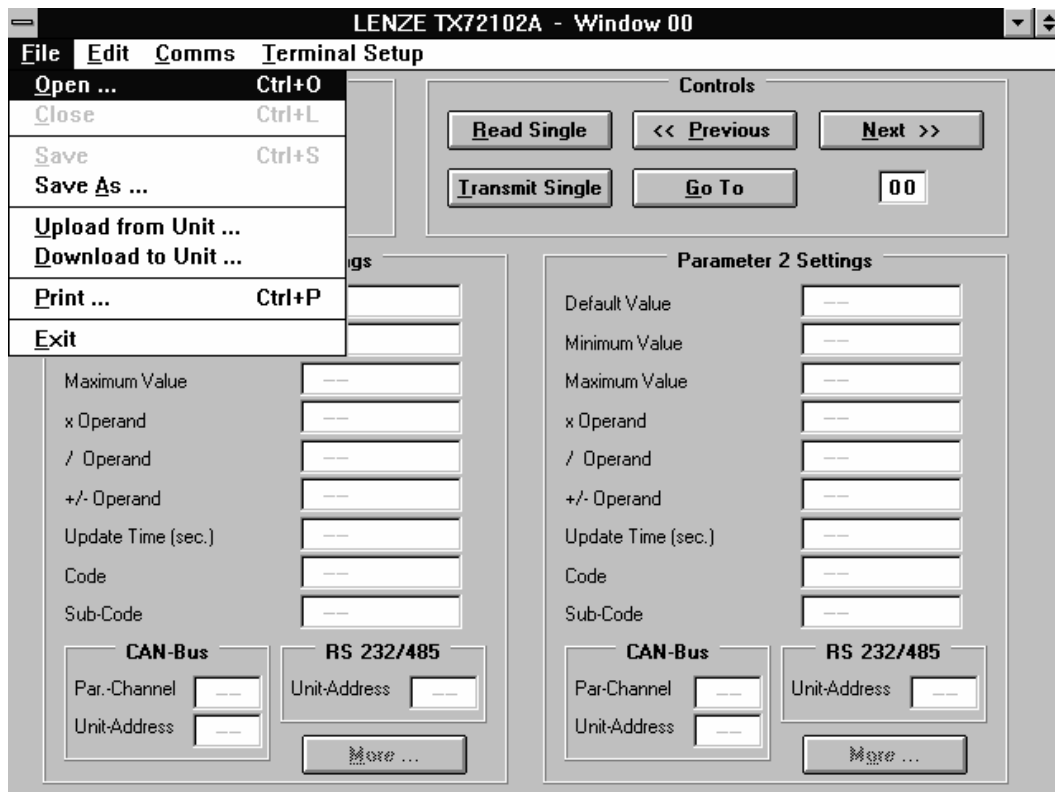 LENZE TX72102A - Window 00
File Edit Comms Terminal Setup
Open ... Ctrl+O
Close Ctrl+L
Save Ctrl+S
Save As ...
Upload from Unit ...
Download to Unit ...
Print ... Ctrl+P
Exit
Controls
Read Single << Previous Next >>
Transmit Single Go To 00
Maximum Value --
x Operand --
/ Operand --
+/- Operand --
Update Time (sec.) --
Code --
Sub-Code --
CAN-Bus
Par.-Channel --
Unit-Address --
RS 232/485
Unit-Address --
More ...
Parameter 2 Settings
Default Value --
Minimum Value --
Maximum Value --
x Operand --
/ Operand --
+/- Operand --
Update Time (sec.) --
Code --
Sub-Code --
CAN-Bus
Par-Channel --
Unit-Address --
RS 232/485
Unit-Address --
More ...